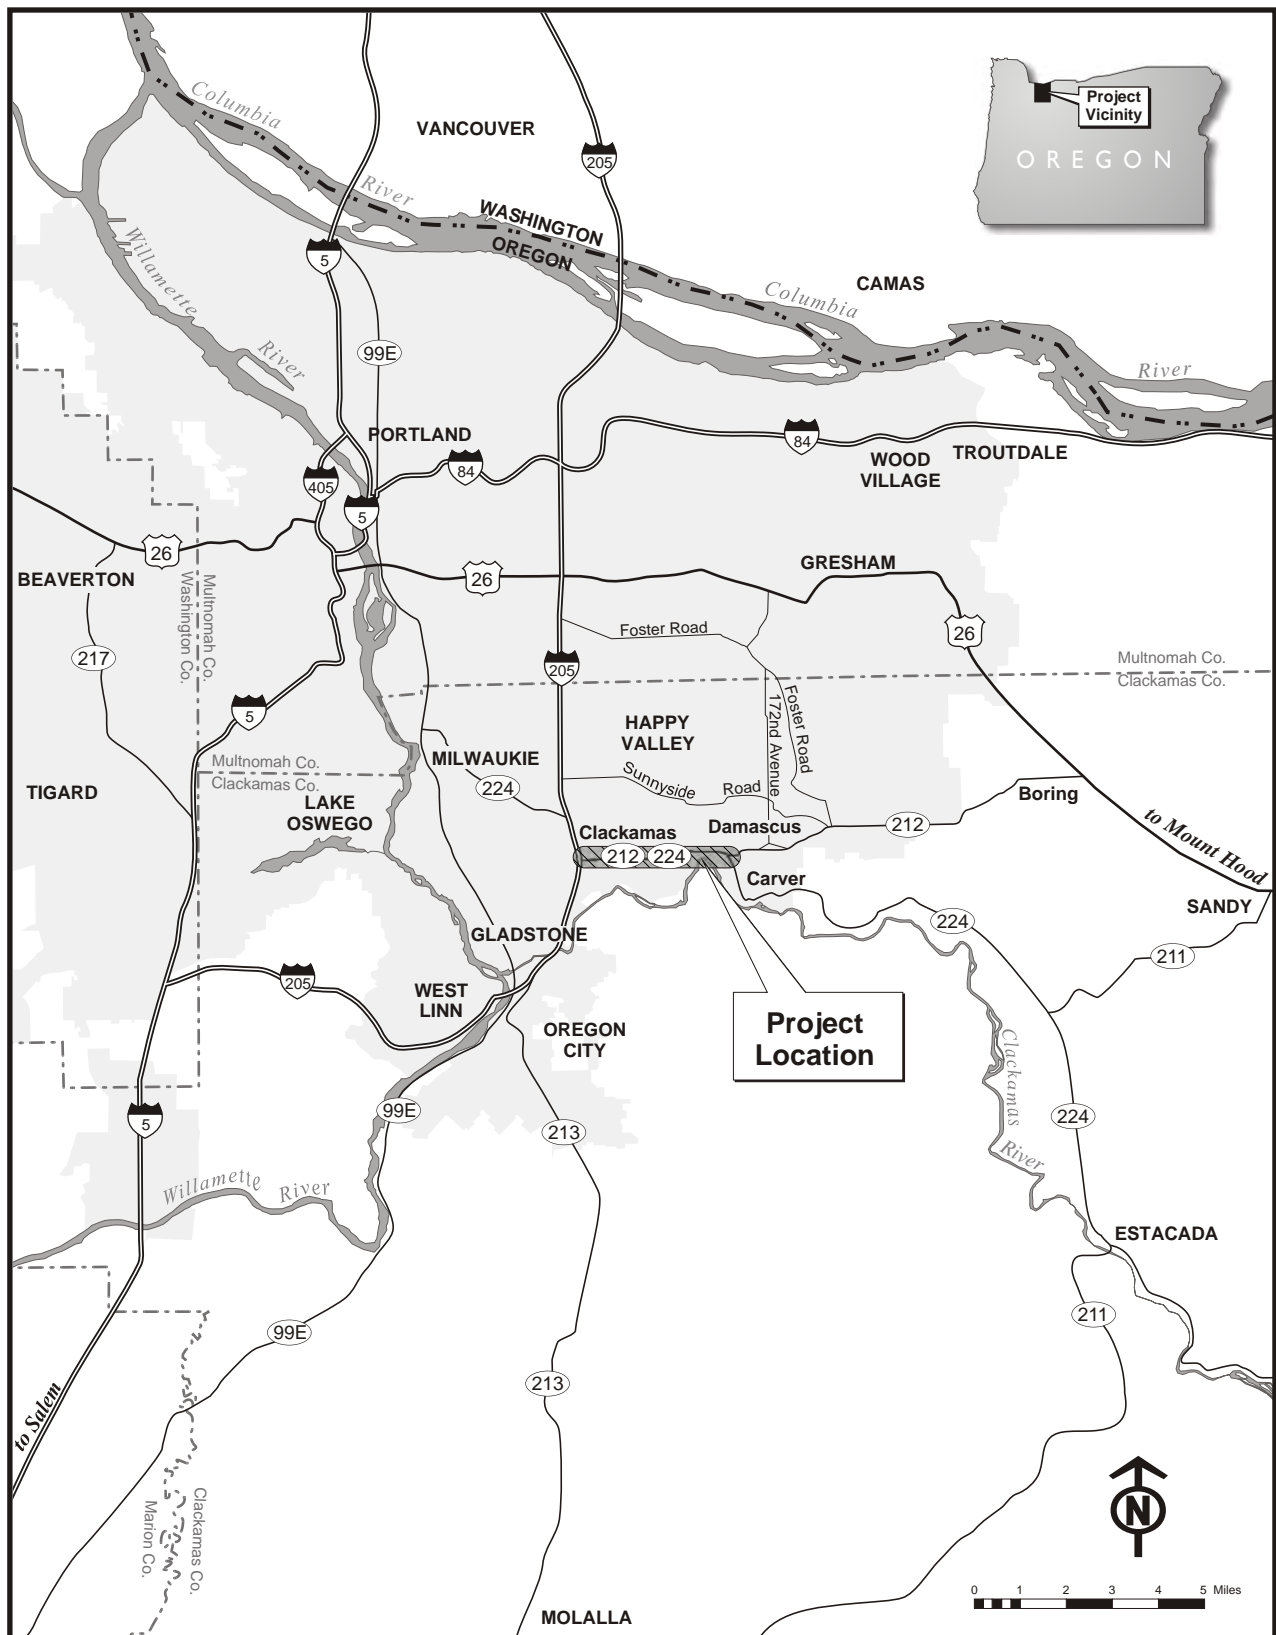 Columbia
River
VANCOUVER
205
Project
Vicinity
OREGON
WASHINGTON
OREGON
5
Willamette
River
99E
Columbia
CAMAS
River
PORTLAND
84
84
WOOD
VILLAGE
TROUTDALE
405
5
26
BEAVERTON
26
GRESHAM
Multnomah Co.
Washington Co.
217
Foster Road
26
205
Multnomah Co.
Clackamas Co.
5
HAPPY
VALLEY
Foster Road
172nd Avenue
Multnomah Co.
Clackamas Co.
MILWAUKIE
224
Sunnyside
Road
TIGARD
LAKE
OSWEGO
Boring
to Mount Hood
Clackamas
Damascus
212
212
224
Carver
SANDY
224
GLADSTONE
211
205
WEST
LINN
OREGON
CITY
Project
Location
Clackamas
River
5
99E
213
224
Willamette
River
ESTACADA
99E
211
213
to Salem
Clackamas Co.
Marion Co.
N
0 1 2 3 4 5 Miles
MOLALLA